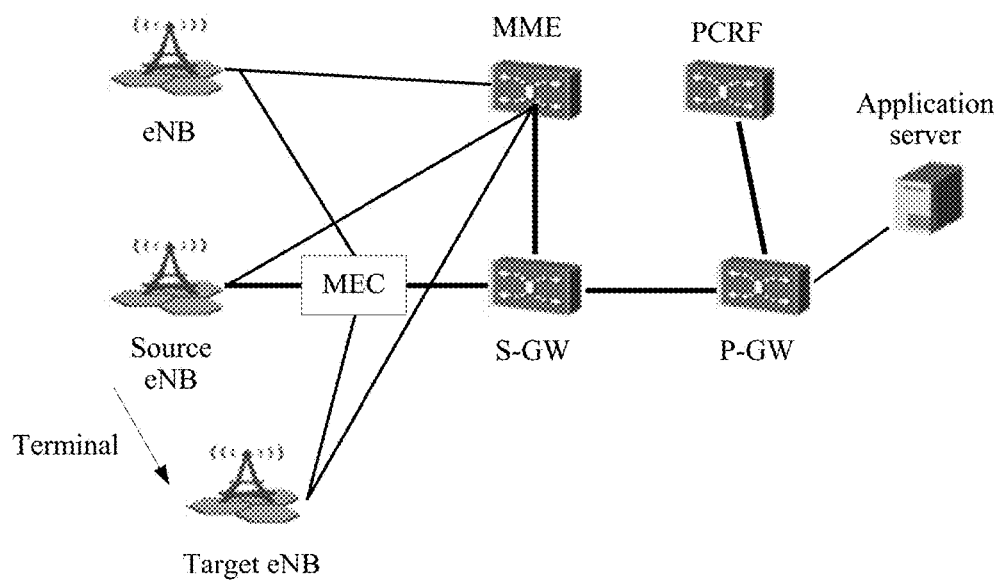 MME
PCRF
eNB
Application
server
MEC
Source
eNB
S-GW
P-GW
Terminal
Target eNB